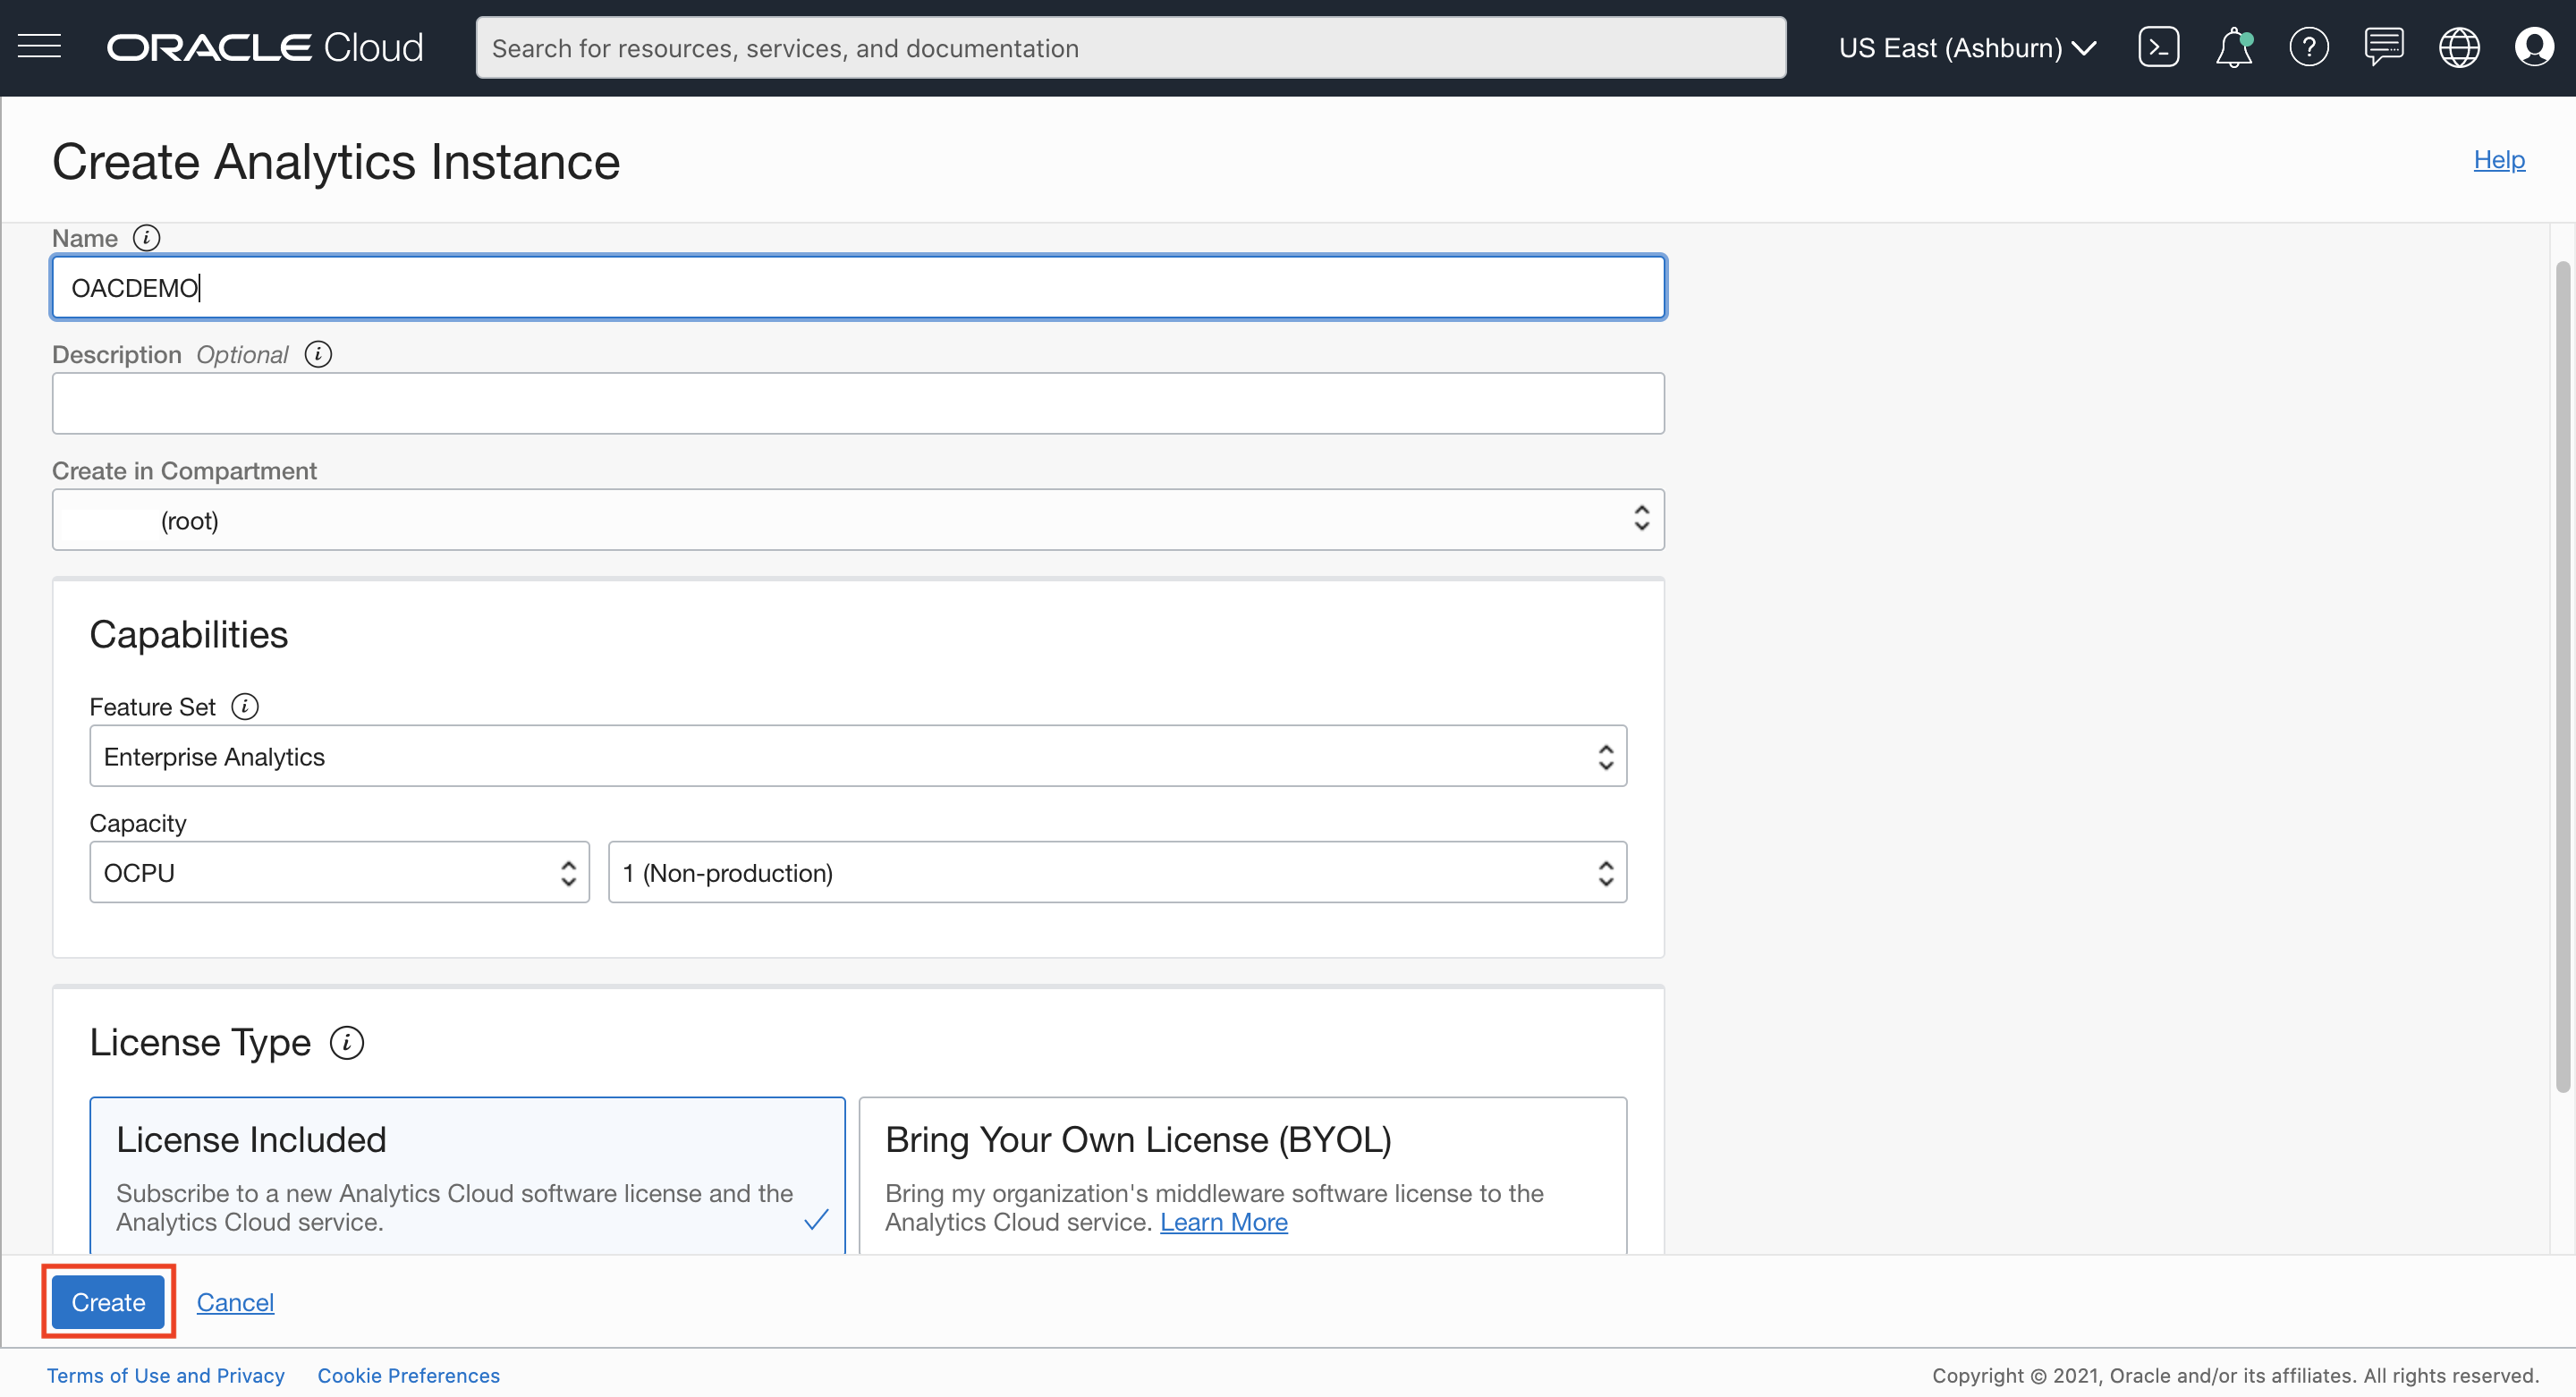 ORACLE Cloud
Search for resources, services, and documentation
US East (Ashburn)
Create Analytics Instance
Help
Name
OACDEMO
Description Optional
Create in Compartment
(root)
Capabilities
Feature Set
Enterprise Analytics
Capacity
OCPU
1 (Non-production)
License Type
License Included
Subscribe to a new Analytics Cloud software license and the
Analytics Cloud service.
Bring Your Own License (BYOL)
Bring my organization's middleware software license to the
Analytics Cloud service. Learn More
Create
Cancel
Terms of Use and Privacy
Cookie Preferences
Copyright © 2021, Oracle and/or its affiliates. All rights reserved.